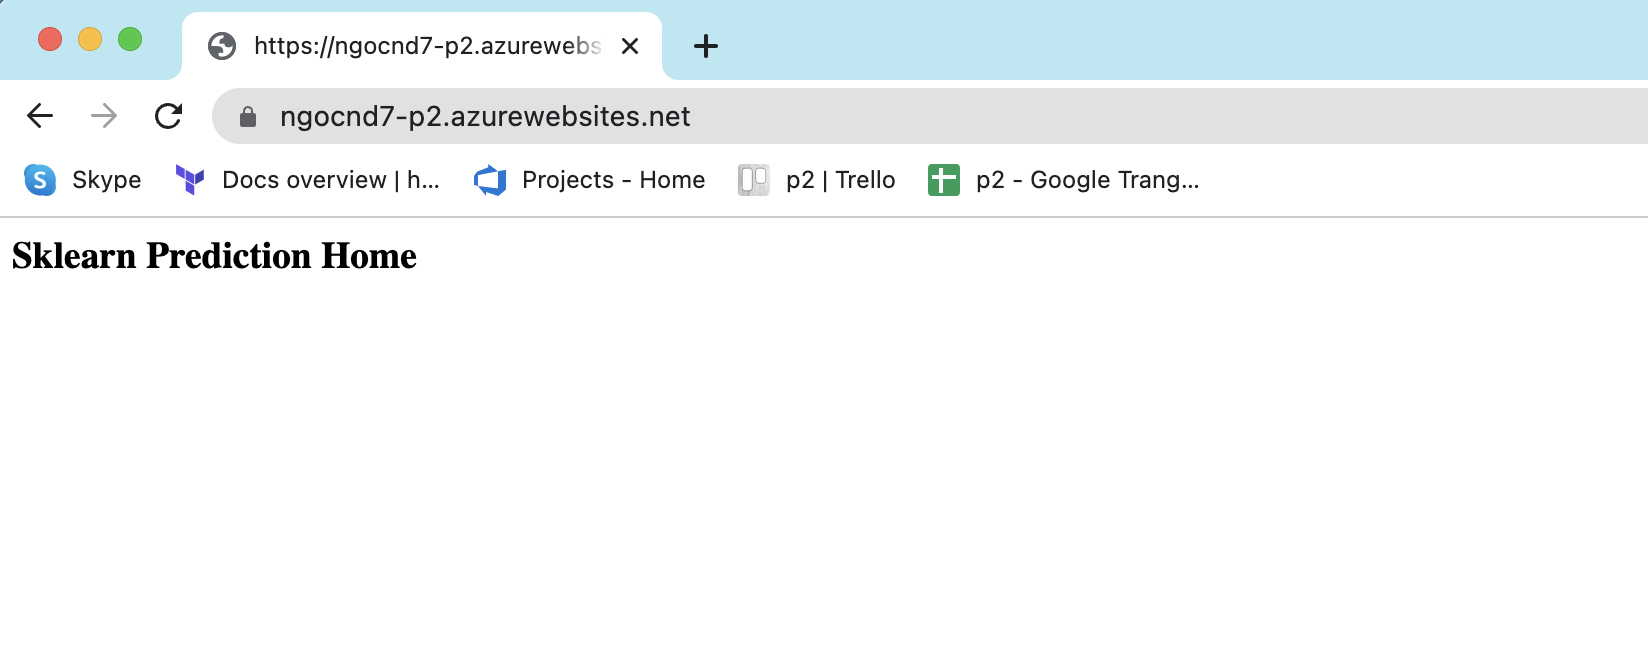 https://ngocnd7-p2.azurewebs
ngocnd7-p2.azurewebsites.net
Skype Docs overview | h... Projects - Home p2 | Trello p2 - Google Trang...
Sklearn Prediction Home